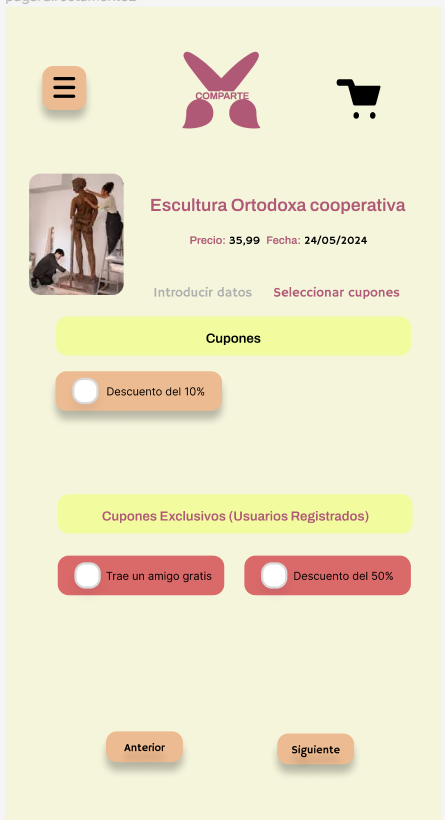 COMPARTE
Escultura Ortodoxa cooperativa
Precio: 35,99 Fecha: 24/05/2024
Introducir datos Seleccionar cupones
Cupones
Descuento del 10%
Cupones Exclusivos (Usuarios Registrados)
Trae un amigo gratis Descuento del 50%
Anterior Siguiente